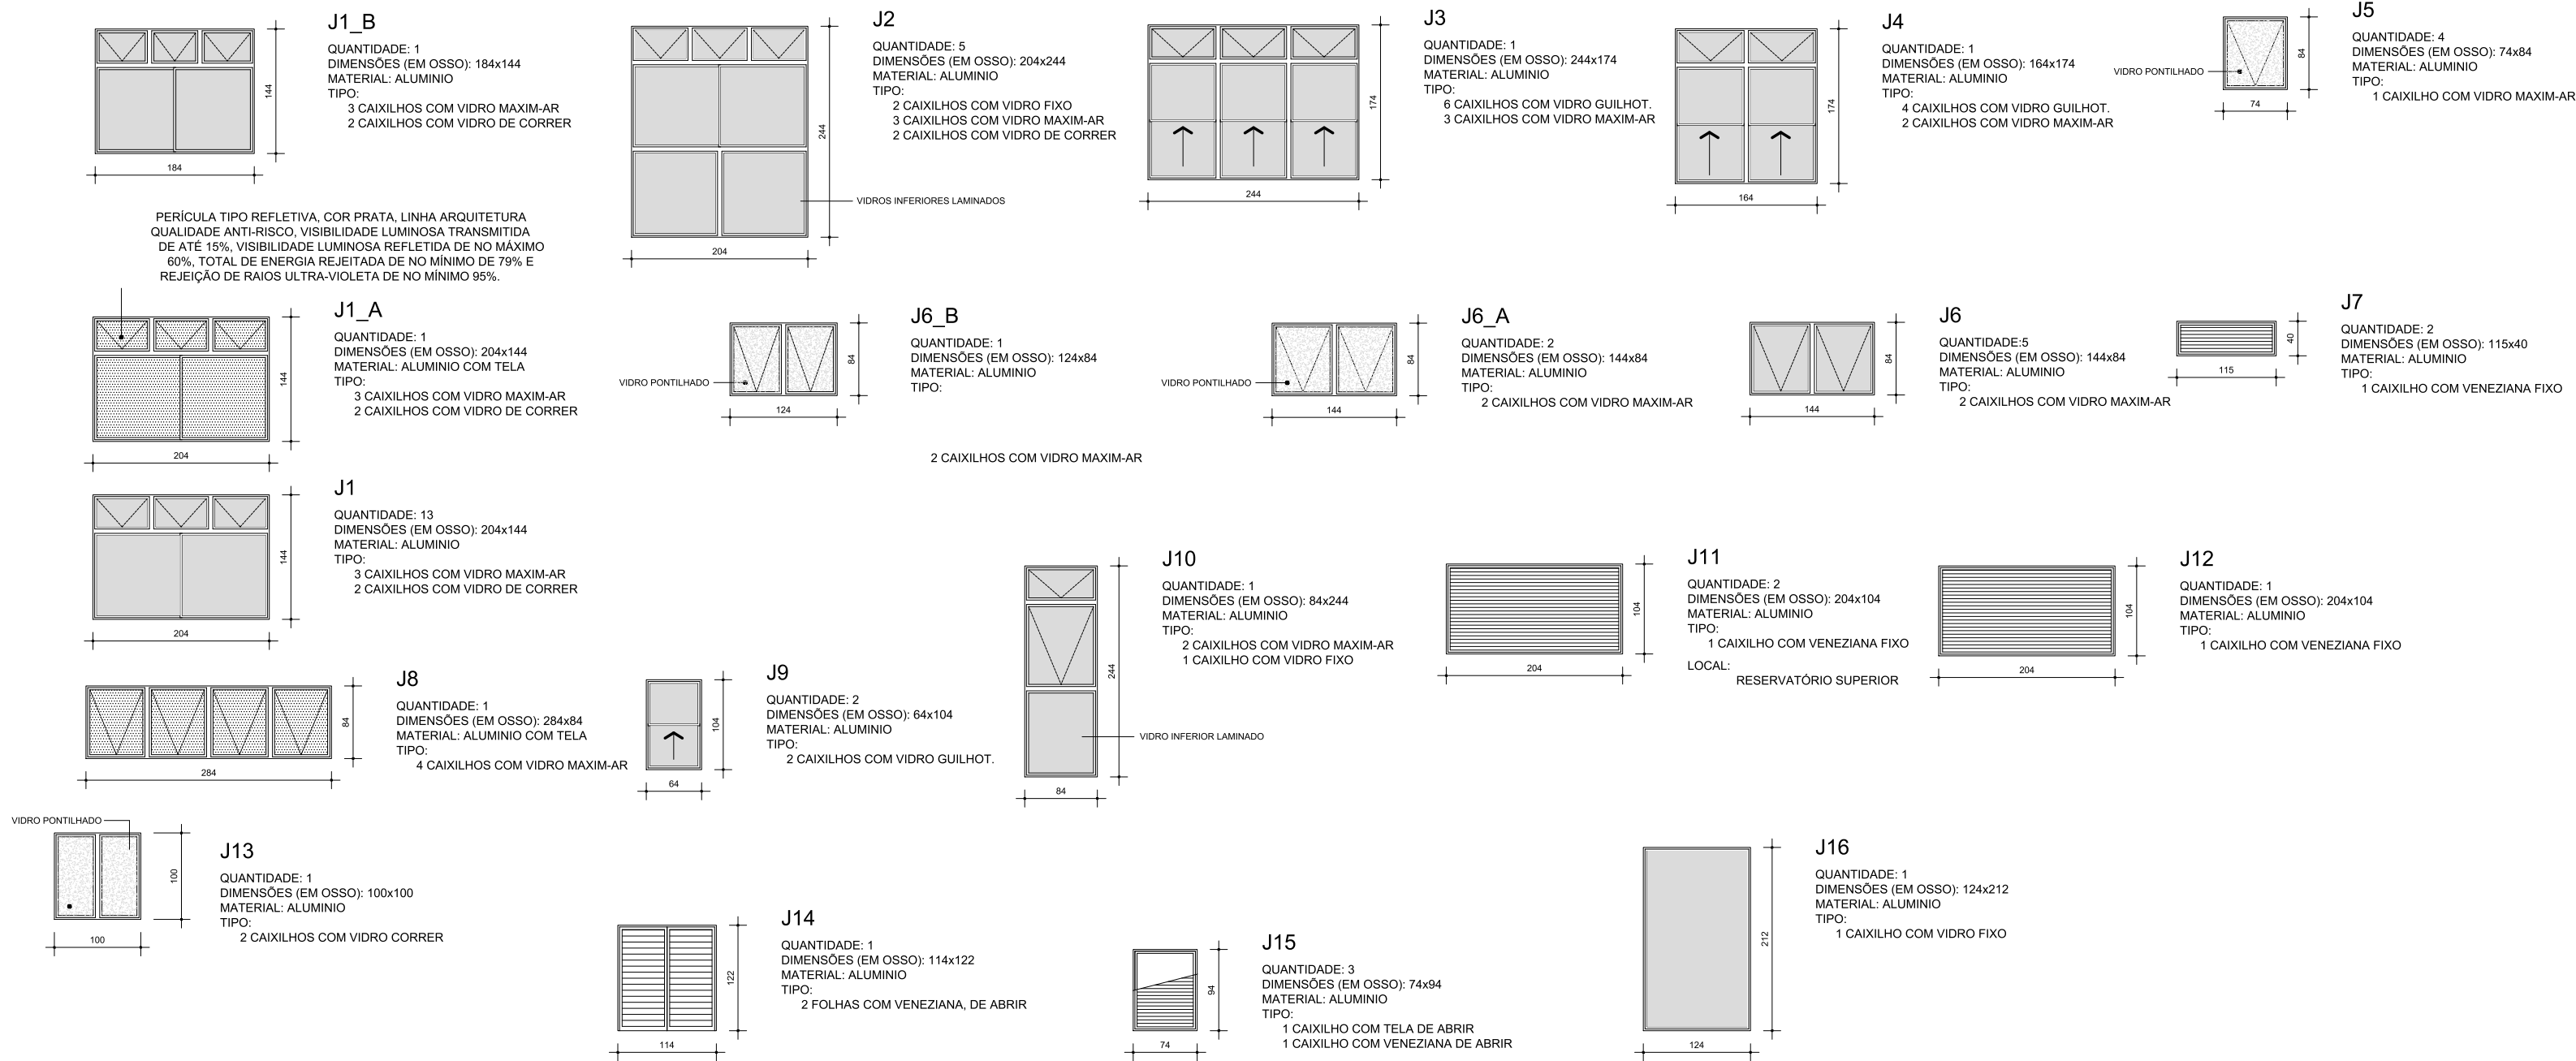 J1_B
QUANTIDADE: 1
DIMENSÕES (EM OSSO): 184x144
MATERIAL: ALUMINIO
TIPO:
3 CAIXILHOS COM VIDRO MAXIM-AR
2 CAIXILHOS COM VIDRO DE CORRER
144
184
J2
QUANTIDADE: 5
DIMENSÕES (EM OSSO): 204x244
MATERIAL: ALUMINIO
TIPO:
2 CAIXILHOS COM VIDRO FIXO
3 CAIXILHOS COM VIDRO MAXIM-AR
2 CAIXILHOS COM VIDRO DE CORRER
244
VIDROS INFERIORES LAMINADOS
204
J3
QUANTIDADE: 1
DIMENSÕES (EM OSSO): 244x174
MATERIAL: ALUMINIO
TIPO:
6 CAIXILHOS COM VIDRO GUILHOT.
3 CAIXILHOS COM VIDRO MAXIM-AR
174
244
J4
QUANTIDADE: 1
DIMENSÕES (EM OSSO): 164x174
MATERIAL: ALUMINIO
TIPO:
4 CAIXILHOS COM VIDRO GUILHOT.
2 CAIXILHOS COM VIDRO MAXIM-AR
174
164
J5
QUANTIDADE: 4
DIMENSÕES (EM OSSO): 74x84
MATERIAL: ALUMINIO
TIPO:
1 CAIXILHO COM VIDRO MAXIM-AR
VIDRO PONTILHADO
84
74
PERÍCULA TIPO REFLETIVA, COR PRATA, LINHA ARQUITETURA
QUALIDADE ANTI-RISCO, VISIBILIDADE LUMINOSA TRANSMITIDA
DE ATÉ 15%, VISIBILIDADE LUMINOSA REFLETIDA DE NO MÁXIMO
60%, TOTAL DE ENERGIA REJEITADA DE NO MÍNIMO DE 79% E
REJEIÇÃO DE RAIOS ULTRA-VIOLETA DE NO MÍNIMO 95%.
J1_A
QUANTIDADE: 1
DIMENSÕES (EM OSSO): 204x144
MATERIAL: ALUMINIO COM TELA
TIPO:
3 CAIXILHOS COM VIDRO MAXIM-AR
2 CAIXILHOS COM VIDRO DE CORRER
144
204
J6_B
QUANTIDADE: 1
DIMENSÕES (EM OSSO): 124x84
MATERIAL: ALUMINIO
TIPO:
2 CAIXILHOS COM VIDRO MAXIM-AR
VIDRO PONTILHADO
84
124
J6_A
QUANTIDADE: 2
DIMENSÕES (EM OSSO): 144x84
MATERIAL: ALUMINIO
TIPO:
2 CAIXILHOS COM VIDRO MAXIM-AR
VIDRO PONTILHADO
84
144
J6
QUANTIDADE:5
DIMENSÕES (EM OSSO): 144x84
MATERIAL: ALUMINIO
TIPO:
2 CAIXILHOS COM VIDRO MAXIM-AR
84
144
J7
QUANTIDADE: 2
DIMENSÕES (EM OSSO): 115x40
MATERIAL: ALUMINIO
TIPO:
1 CAIXILHO COM VENEZIANA FIXO
40
115
J1
QUANTIDADE: 13
DIMENSÕES (EM OSSO): 204x144
MATERIAL: ALUMINIO
TIPO:
3 CAIXILHOS COM VIDRO MAXIM-AR
2 CAIXILHOS COM VIDRO DE CORRER
144
204
J10
QUANTIDADE: 1
DIMENSÕES (EM OSSO): 84x244
MATERIAL: ALUMINIO
TIPO:
2 CAIXILHOS COM VIDRO MAXIM-AR
1 CAIXILHO COM VIDRO FIXO
244
VIDRO INFERIOR LAMINADO
84
J11
QUANTIDADE: 2
DIMENSÕES (EM OSSO): 204x104
MATERIAL: ALUMINIO
TIPO:
1 CAIXILHO COM VENEZIANA FIXO
LOCAL:
RESERVATÓRIO SUPERIOR
104
204
J12
QUANTIDADE: 1
DIMENSÕES (EM OSSO): 204x104
MATERIAL: ALUMINIO
TIPO:
1 CAIXILHO COM VENEZIANA FIXO
104
204
J8
QUANTIDADE: 1
DIMENSÕES (EM OSSO): 284x84
MATERIAL: ALUMINIO COM TELA
TIPO:
4 CAIXILHOS COM VIDRO MAXIM-AR
84
284
J9
QUANTIDADE: 2
DIMENSÕES (EM OSSO): 64x104
MATERIAL: ALUMINIO
TIPO:
2 CAIXILHOS COM VIDRO GUILHOT.
104
64
VIDRO PONTILHADO
J13
QUANTIDADE: 1
DIMENSÕES (EM OSSO): 100x100
MATERIAL: ALUMINIO
TIPO:
2 CAIXILHOS COM VIDRO CORRER
100
100
J14
QUANTIDADE: 1
DIMENSÕES (EM OSSO): 114x122
MATERIAL: ALUMINIO
TIPO:
2 FOLHAS COM VENEZIANA, DE ABRIR
122
114
J15
QUANTIDADE: 3
DIMENSÕES (EM OSSO): 74x94
MATERIAL: ALUMINIO
TIPO:
1 CAIXILHO COM TELA DE ABRIR
1 CAIXILHO COM VENEZIANA DE ABRIR
94
74
J16
QUANTIDADE: 1
DIMENSÕES (EM OSSO): 124x212
MATERIAL: ALUMINIO
TIPO:
1 CAIXILHO COM VIDRO FIXO
212
124